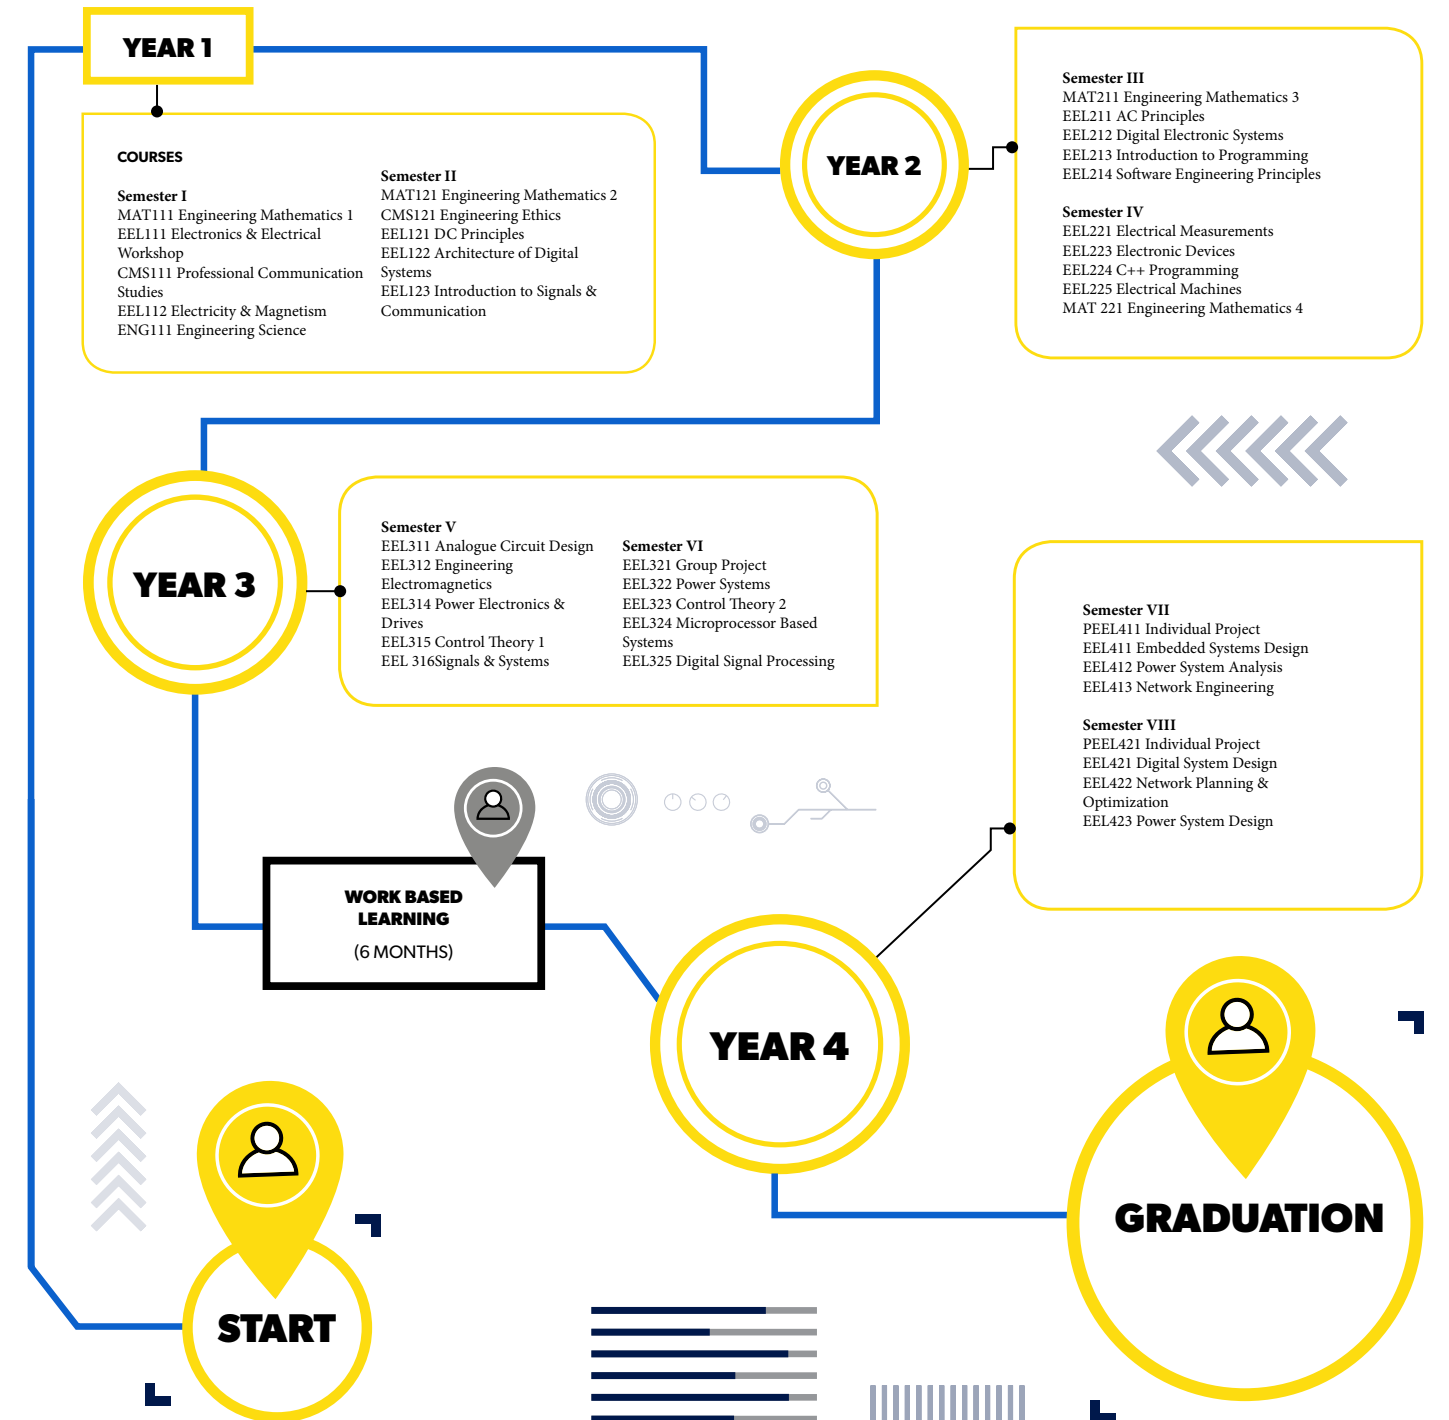 YEAR 1
COURSES
Semester I
MAT111 Engineering Mathematics 1
EEL111 Electronics & Electrical
Workshop
CMS111 Professional Communication
Studies
EEL112 Electricity & Magnetism
ENG111 Engineering Science
Semester II
MAT121 Engineering Mathematics 2
CMS121 Engineering Ethics
EEL121 DC Principles
EEL122 Architecture of Digital
Systems
EEL123 Introduction to Signals &
Communication
YEAR 2
Semester III
MAT211 Engineering Mathematics 3
EEL211 AC Principles
EEL212 Digital Electronic Systems
EEL213 Introduction to Programming
EEL214 Software Engineering Principles
Semester IV
EEL221 Electrical Measurements
EEL223 Electronic Devices
EEL224 C++ Programming
EEL225 Electrical Machines
MAT 221 Engineering Mathematics 4
YEAR 3
Semester V
EEL311 Analogue Circuit Design
EEL312 Engineering
Electromagnetics
EEL314 Power Electronics &
Drives
EEL315 Control Theory 1
EEL 316Signals & Systems
Semester VI
EEL321 Group Project
EEL322 Power Systems
EEL323 Control Theory 2
EEL324 Microprocessor Based
Systems
EEL325 Digital Signal Processing
WORK BASED
LEARNING
(6 MONTHS)
YEAR 4
Semester VII
PEEL411 Individual Project
EEL411 Embedded Systems Design
EEL412 Power System Analysis
EEL413 Network Engineering
Semester VIII
PEEL421 Individual Project
EEL421 Digital System Design
EEL422 Network Planning &
Optimization
EEL423 Power System Design
GRADUATION
START